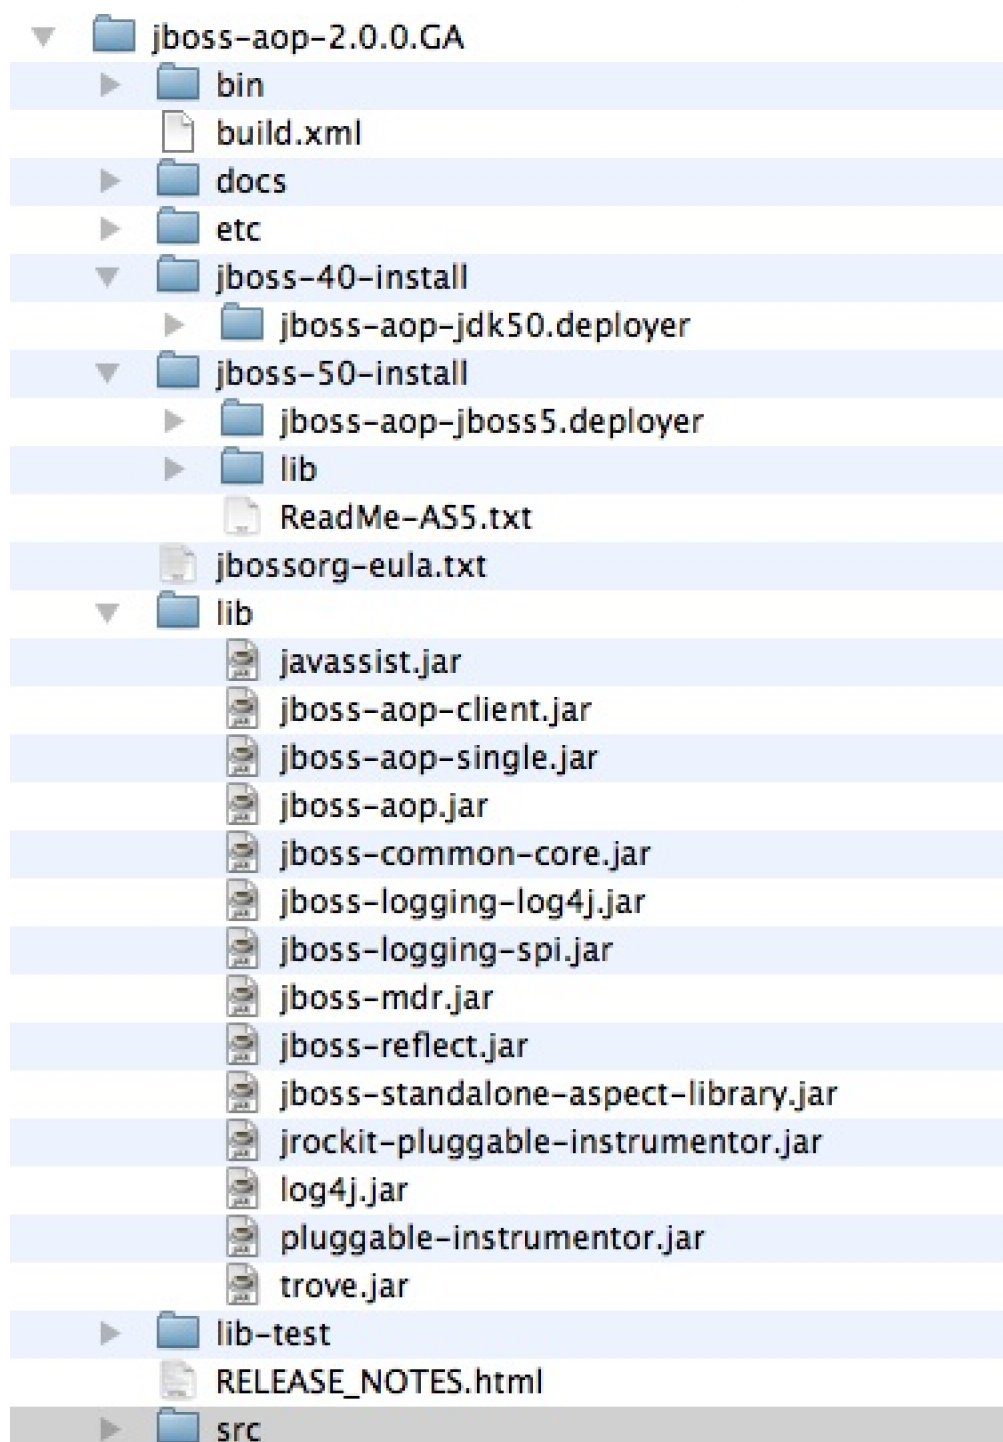 jboss-aop-2.0.0.GA
bin
build.xml
docs
etc
jboss-40-install
jboss-aop-jdk50.deployer
jboss-50-install
jboss-aop-jboss5.deployer
lib
ReadMe-AS5.txt
jbossorg-eula.txt
lib
javassist.jar
jboss-aop-client.jar
jboss-aop-single.jar
jboss-aop.jar
jboss-common-core.jar
jboss-logging-log4j.jar
jboss-logging-spi.jar
jboss-mdr.jar
jboss-reflect.jar
jboss-standalone-aspect-library.jar
jrockit-pluggable-instrumentor.jar
log4j.jar
pluggable-instrumentor.jar
trove.jar
lib-test
RELEASE_NOTES.html
src